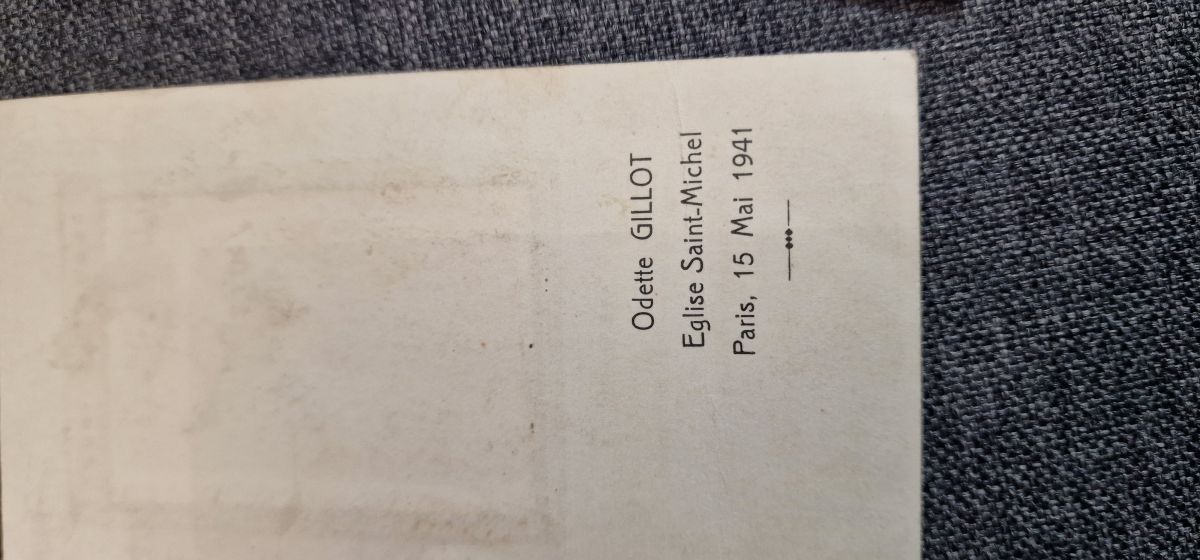 Odette GILLOT
Eglise Saint-Michel
Paris, 15 Mai 1941